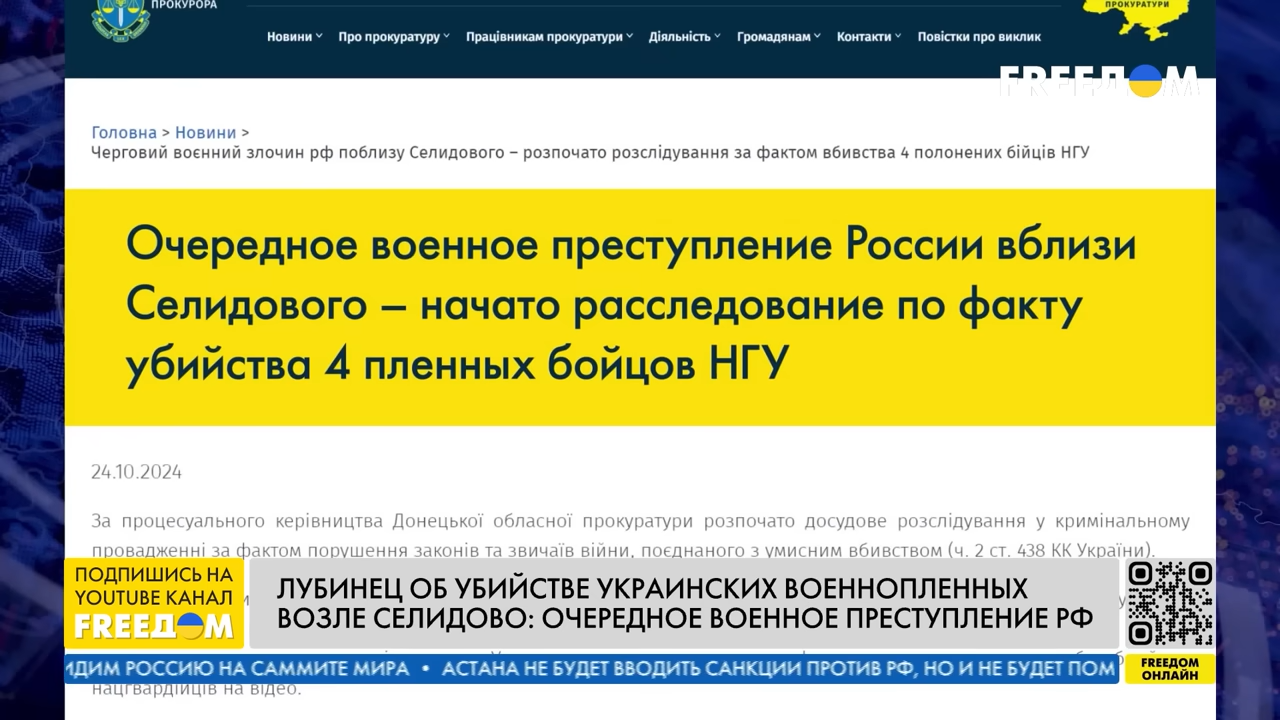 ПРОКУРОРА
ПРОКУРАТУРИ
Новини Про прокуратуру Працівникам прокуратури Діяльність Громадянам Контакти Повістки про виклик
FREEДОМ
Головна > Новини >
Черговий воєнний злочин рф поблизу Селидового – розпочато розслідування за фактом вбивства 4 полонених бійців НГУ
Очередное военное преступление России вблизи
Селидового – начато расследование по факту
убийства 4 пленных бойцов НГУ
24.10.2024
За процесуального керівництва Донецької обласної прокуратури розпочато досудове розслідування у кримінальному
провадженні за фактом порушення законів та звичаїв війни, поєднаного з умисним вбивством (ч. 2 ст. 438 КК України).
ПОДПИШИСЬ НА
YOUTUBE КАНАЛ
FREEДОМ
ЛУБИНЕЦ ОБ УБИЙСТВЕ УКРАИНСКИХ ВОЕННОПЛЕННЫХ
ВОЗЛЕ СЕЛИДОВО: ОЧЕРЕДНОЕ ВОЕННОЕ ПРЕСТУПЛЕНИЕ РФ
ИДИМ РОССИЮ НА САММИТЕ МИРА • АСТАНА НЕ БУДЕТ ВВОДИТЬ САНКЦИИ ПРОТИВ РФ, НО И НЕ БУДЕТ ПОМ
FREEDOM
ОНЛАЙН
нацгвардійців на відео.